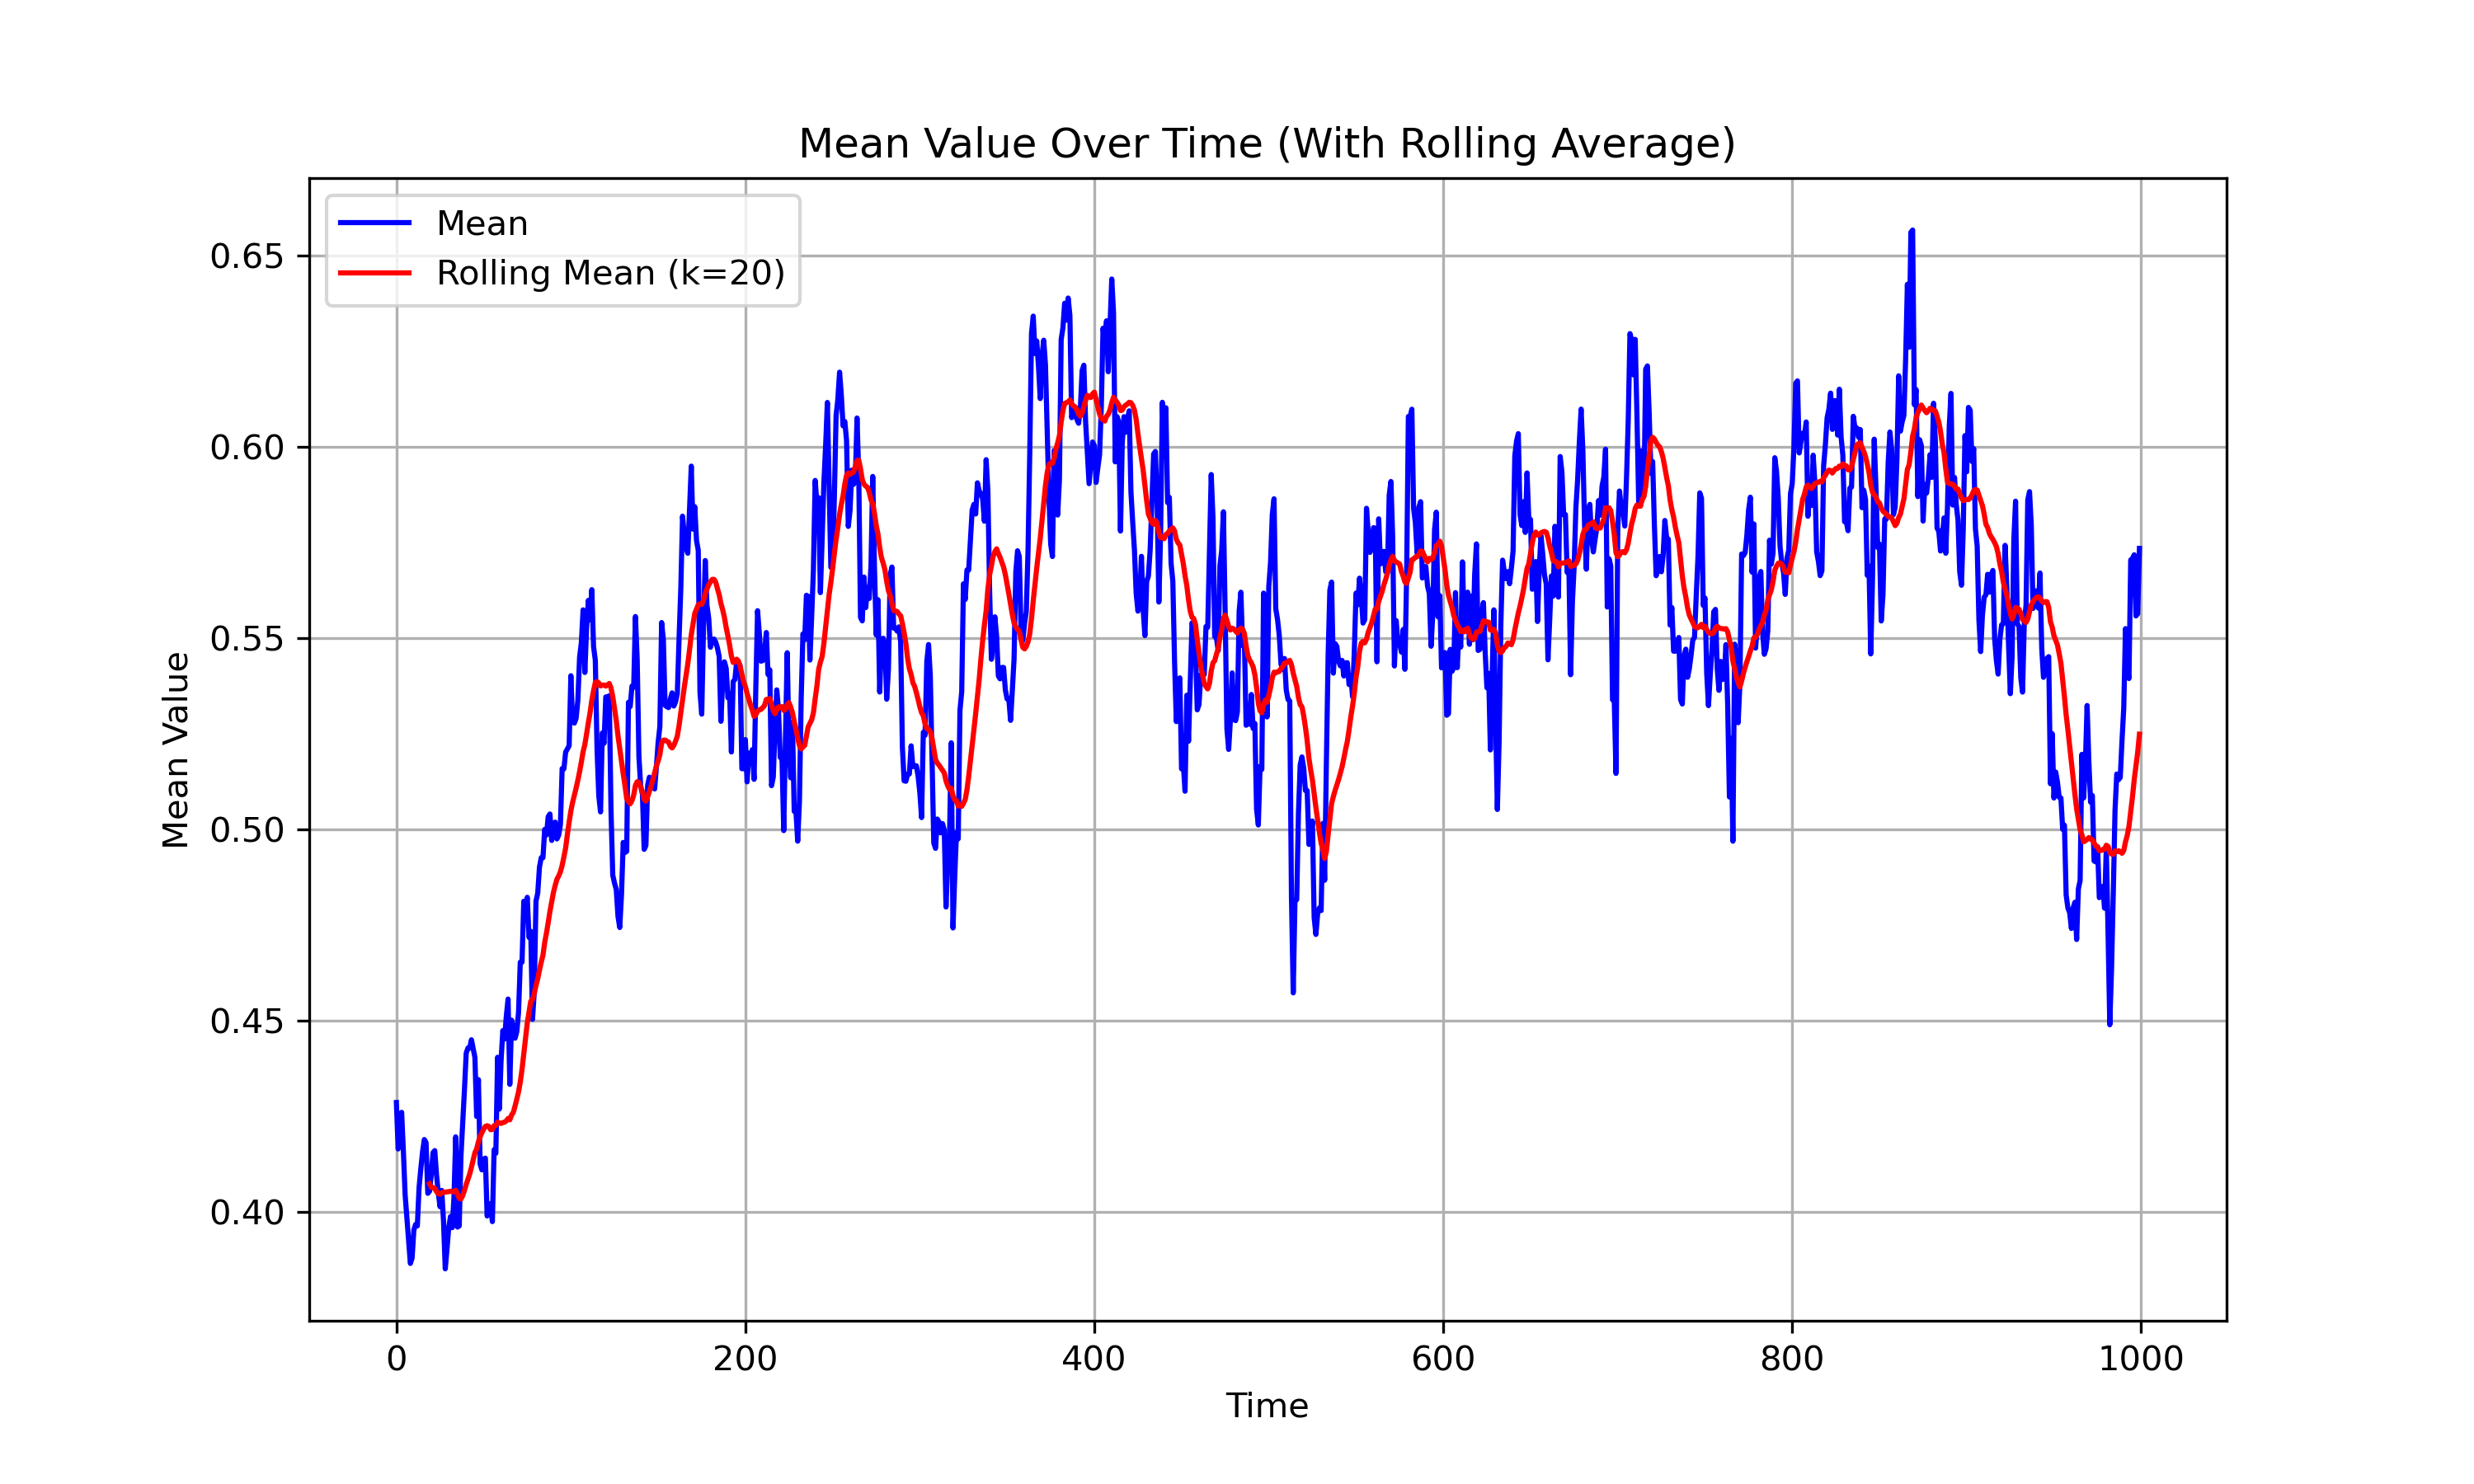 Mean Value Over Time (With Rolling Average)
Mean
Rolling Mean (k=20)
0.65
0.60
0.55
0.50
0.45
0.40
Mean Value
0 200 400 600 800 1000
Time